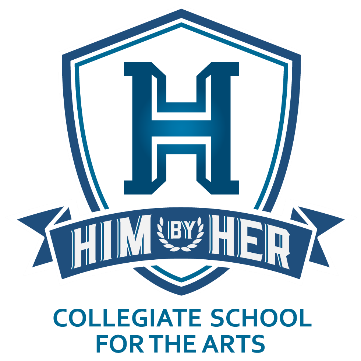 H
HIM BY HER
COLLEGIATE SCHOOL
FOR THE ARTS